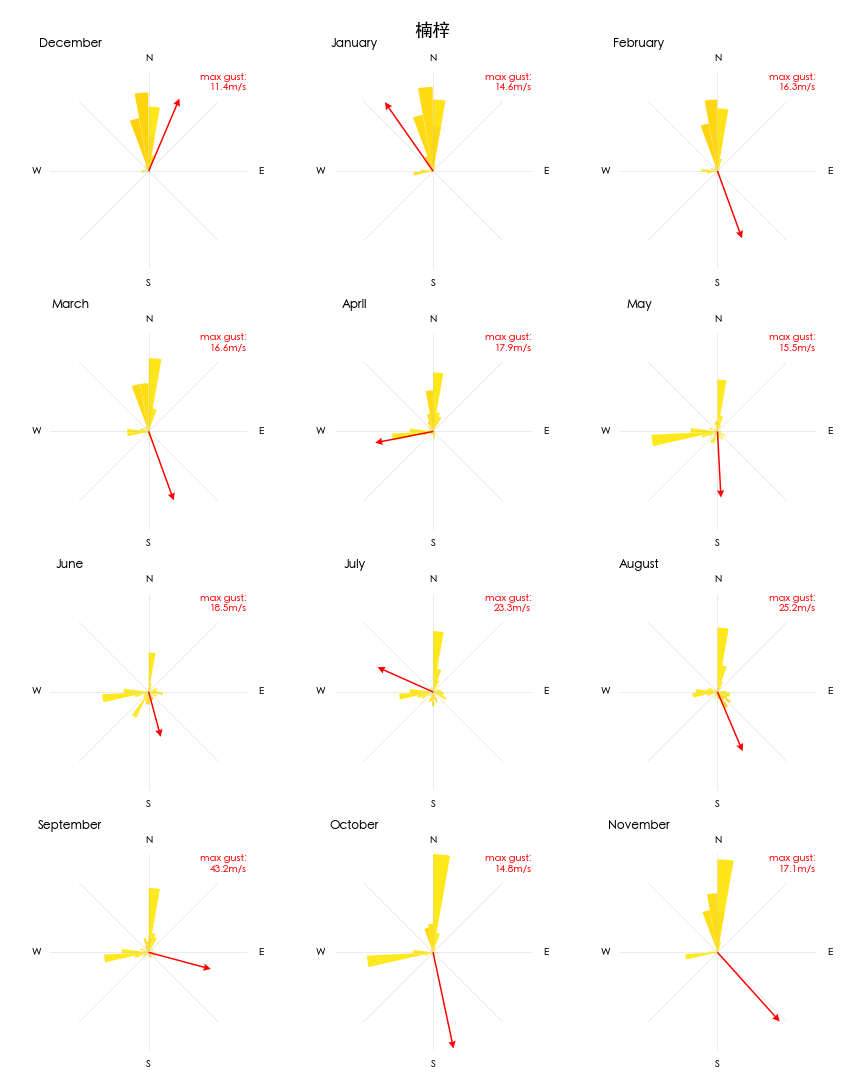 楠梓
December
N
max gust:
11.4m/s
W
E
S
January
N
max gust:
14.6m/s
W
E
S
February
N
max gust:
16.3m/s
W
E
S
March
N
max gust:
16.6m/s
W
E
S
April
N
max gust:
17.9m/s
W
E
S
May
N
max gust:
15.5m/s
W
E
S
June
N
max gust:
18.5m/s
W
E
S
July
N
max gust:
23.3m/s
W
E
S
August
N
max gust:
25.2m/s
W
E
S
September
N
max gust:
43.2m/s
W
E
S
October
N
max gust:
14.8m/s
W
E
S
November
N
max gust:
17.1m/s
W
E
S